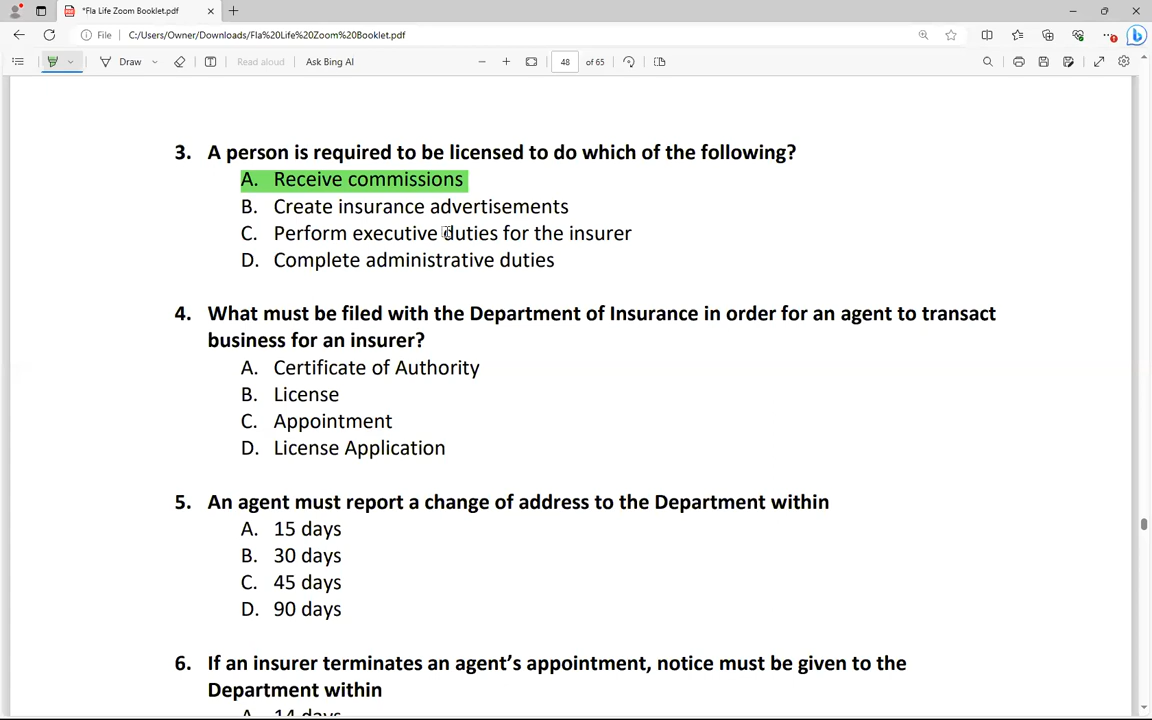 *Fla Life Zoom Booklet.pdf
File C:/Users/Owner/Downloads/Fla%20Life%20Zoom%20Booklet.pdf
Draw Read aloud Ask Bing AI 48 of 65
3. A person is required to be licensed to do which of the following?
A. Receive commissions
B. Create insurance advertisements
C. Perform executive duties for the insurer
D. Complete administrative duties
4. What must be filed with the Department of Insurance in order for an agent to transact
business for an insurer?
A. Certificate of Authority
B. License
C. Appointment
D. License Application
5. An agent must report a change of address to the Department within
A. 15 days
B. 30 days
C. 45 days
D. 90 days
6. If an insurer terminates an agent's appointment, notice must be given to the
Department within
A. 14 days